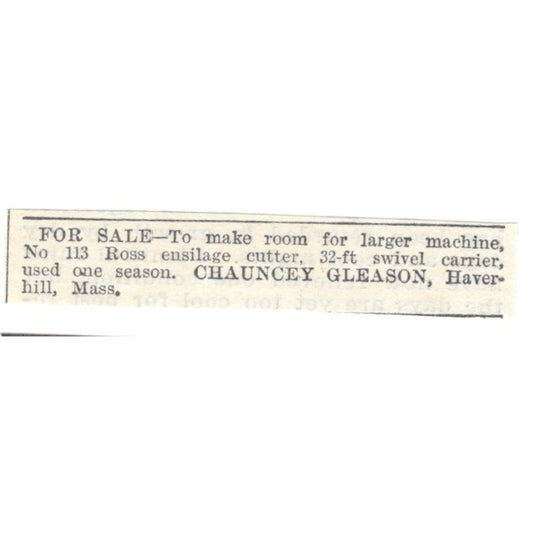 FOR SALE—To make room for larger machine,
No 113 Ross ensilage cutter, 32-ft swivel carrier,
used one season. CHAUNCEY GLEASON, Haver-
hill, Mass.